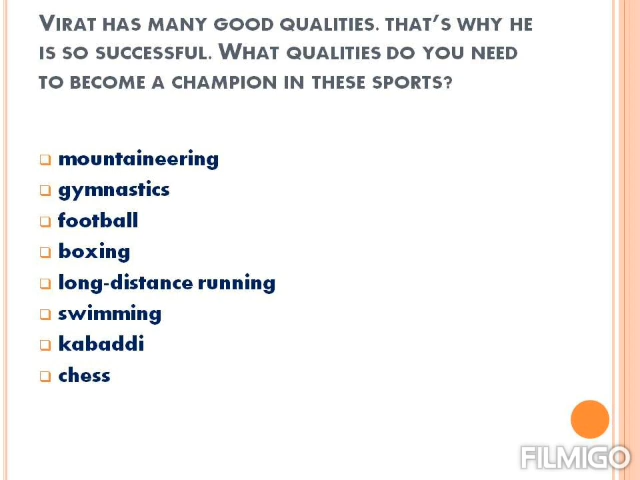 VIRAT HAS MANY GOOD QUALITIES. THAT'S WHY HE
IS SO SUCCESSFUL. WHAT QUALITIES DO YOU NEED
TO BECOME A CHAMPION IN THESE SPORTS?
mountaineering
gymnastics
football
boxing
long-distance running
swimming
kabaddi
chess
FILMIGO